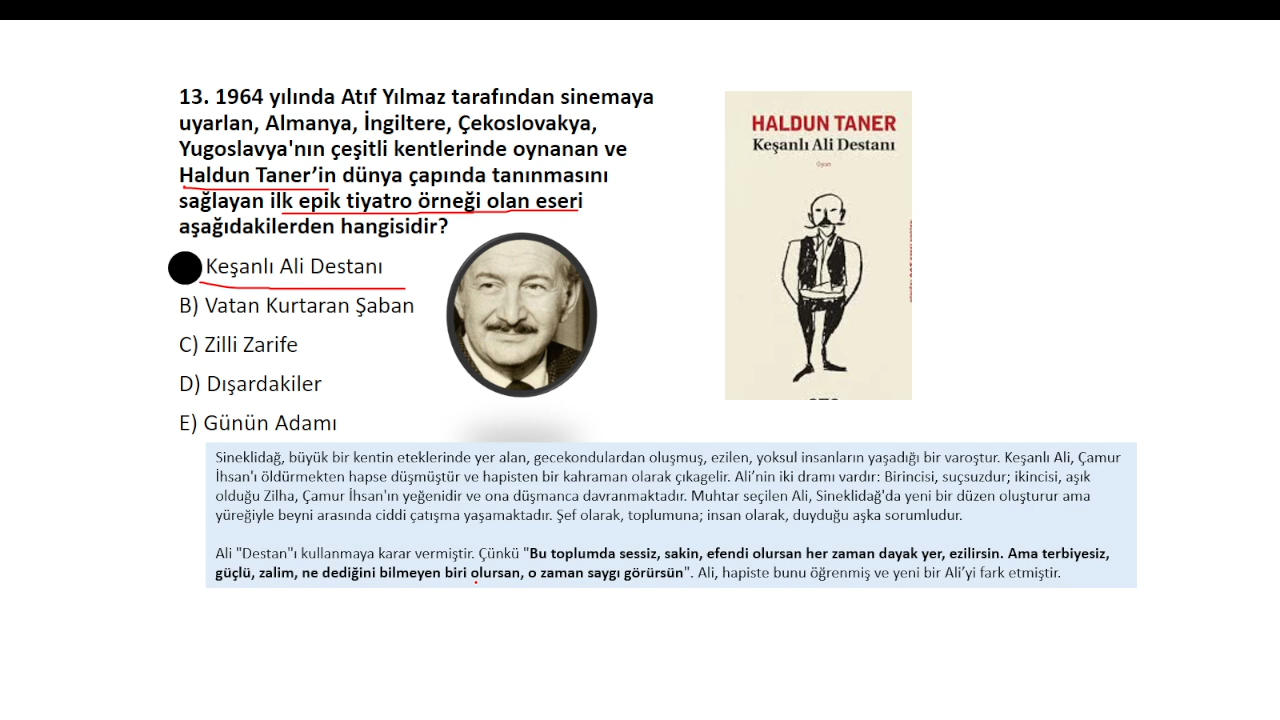 13. 1964 yılında Atıf Yılmaz tarafından sinemaya
uyarlan, Almanya, İngiltere, Çekoslovakya,
Yugoslavya'nın çeşitli kentlerinde oynanan ve
Haldun Taner’in dünya çapında tanınmasını
sağlayan ilk epik tiyatro örneği olan eseri
aşağıdakilerden hangisidir?
Keşanlı Ali Destanı
B) Vatan Kurtaran Şaban
C) Zilli Zarife
D) Dışardakiler
E) Günün Adamı
HALDUN TANER
Keşanlı Ali Destanı
Oyun
Sineklidağ, büyük bir kentin eteklerinde yer alan, gecekondulardan oluşmuş, ezilen, yoksul insanların yaşadığı bir varoştur. Keşanlı Ali, Çamur
İhsan'ı öldürmekten hapse düşmüştür ve hapisten bir kahraman olarak çıkagelir. Ali’nin iki dramı vardır: Birincisi, suçsuzdur; ikincisi, aşık
olduğu Zilha, Çamur İhsan'ın yeğenidir ve ona düşmanca davranmaktadır. Muhtar seçilen Ali, Sineklidağ'da yeni bir düzen oluşturur ama
yüreğiyle beyni arasında ciddi çatışma yaşamaktadır. Şef olarak, toplumuna; insan olarak, duyduğu aşka sorumludur.
Ali "Destan"ı kullanmaya karar vermiştir. Çünkü "Bu toplumda sessiz, sakin, efendi olursan her zaman dayak yer, ezilirsin. Ama terbiyesiz,
güçlü, zalim, ne dediğini bilmeyen biri olursan, o zaman saygı görürsün". Ali, hapiste bunu öğrenmiş ve yeni bir Ali’yi fark etmiştir.